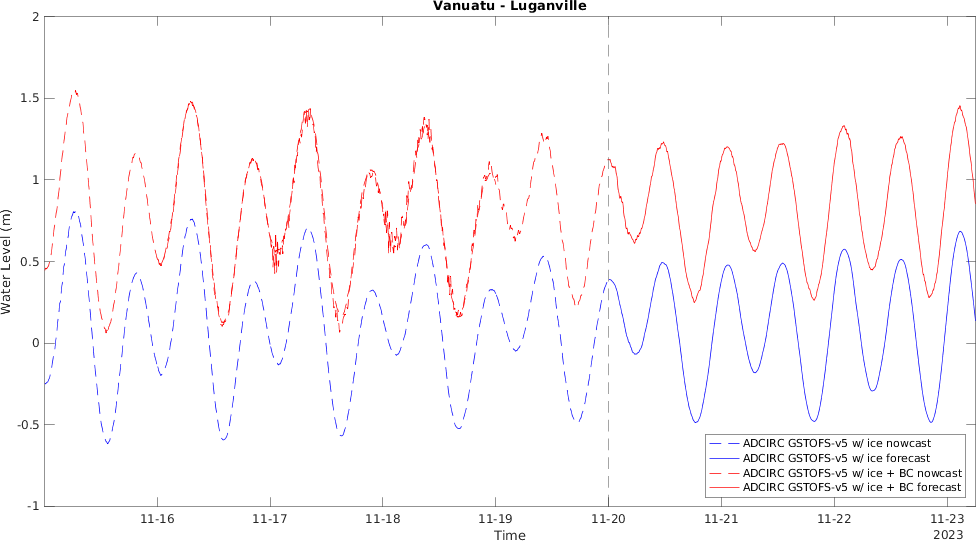 Vanuatu - Luganville
2
1.5
1
0.5
0
-0.5
-1
Water Level (m)
11-16 11-17 11-18 11-19 11-20 11-21 11-22 11-23
Time
2023
ADCIRC GSTOFS-v5 w/ ice nowcast
ADCIRC GSTOFS-v5 w/ ice forecast
ADCIRC GSTOFS-v5 w/ ice + BC nowcast
ADCIRC GSTOFS-v5 w/ ice + BC forecast